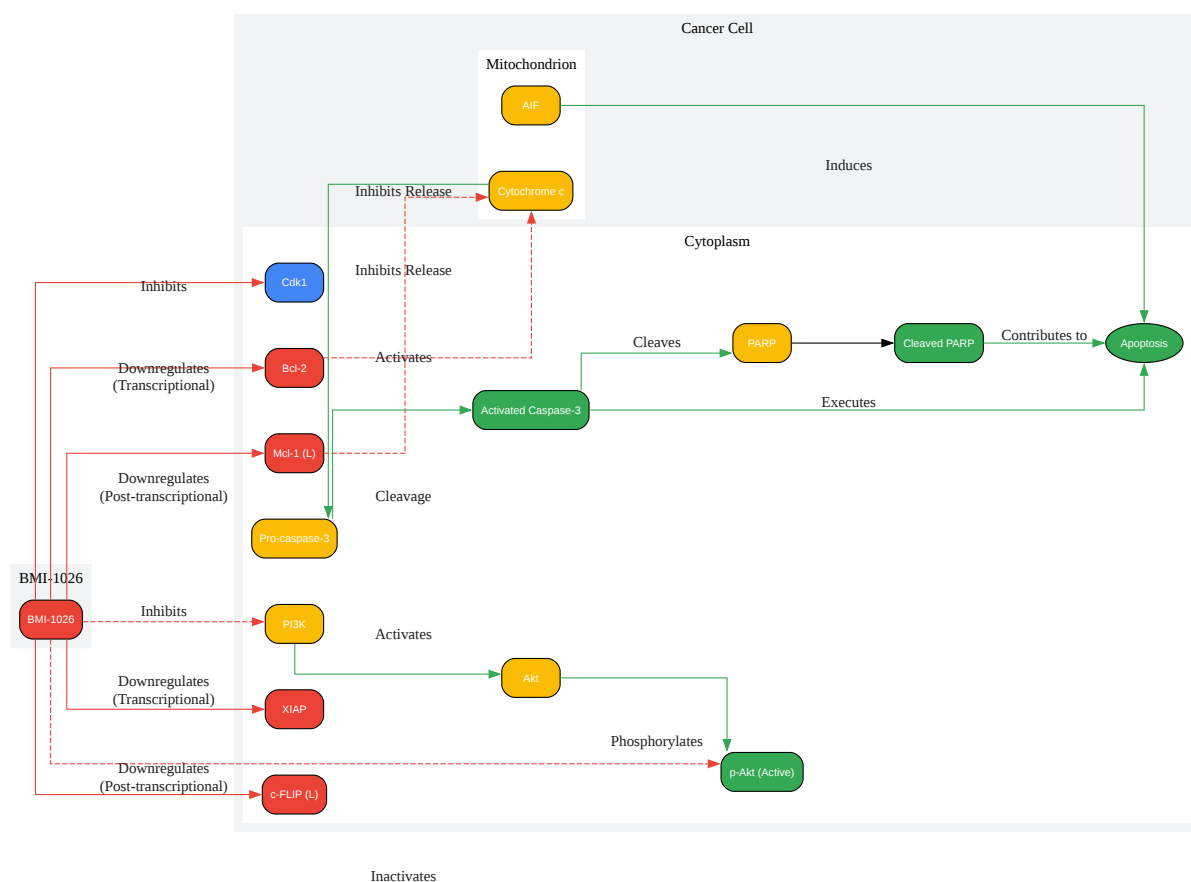 Cancer Cell
Mitochondrion
AIF
Induces
Inhibits Release
Cytochrome c
Cytoplasm
Inhibits Release
Inhibits
Cdk1
Cleaves
PARP
Cleaved PARP
Contributes to
Apoptosis
Activates
Downregulates
(Transcriptional)
Bcl-2
Activated Caspase-3
Executes
Mcl-1 (L)
Downregulates
(Post-transcriptional)
Cleavage
Pro-caspase-3
BMI-1026
BMI-1026
Inhibits
PI3K
Activates
Akt
Downregulates
(Transcriptional)
XIAP
Phosphorylates
p-Akt (Active)
Downregulates
(Post-transcriptional)
c-FLIP (L)
Inactivates